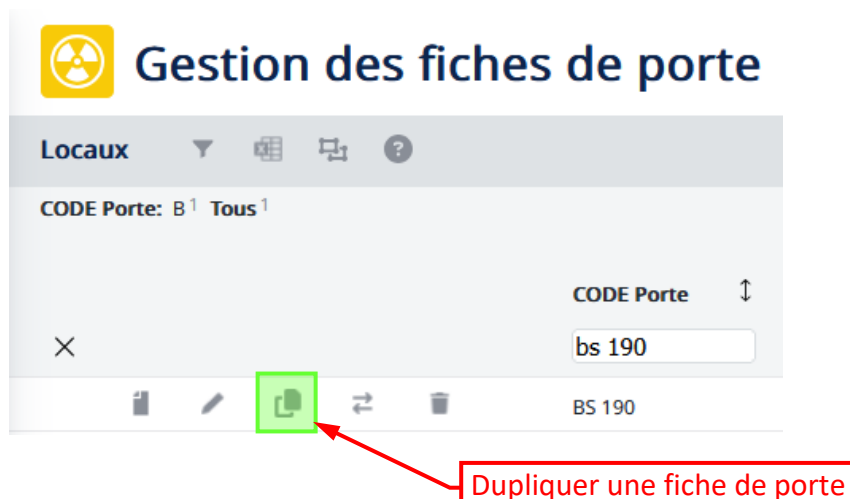 Gestion des fiches de porte
Locaux
CODE Porte: B 1 Tous 1
CODE Porte
bs 190
BS 190
Dupliquer une fiche de porte